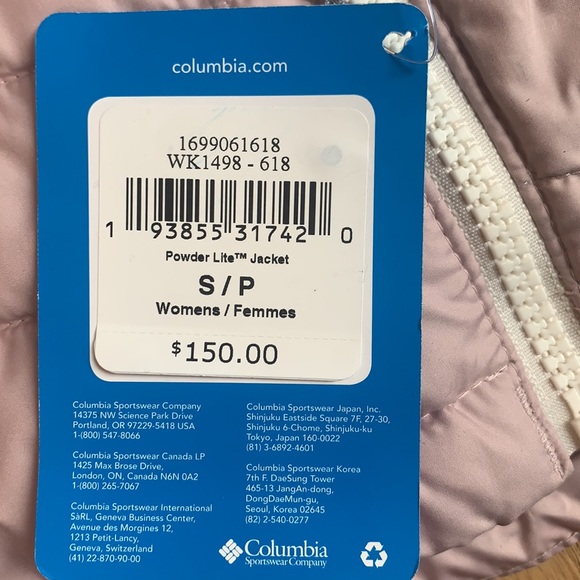 columbia.com
1699061618
WK1498 - 618
1 93855 31742 0
Powder Lite™ Jacket
S / P
Womens / Femmes
$150.00
Columbia Sportswear Company
14375 NW Science Park Drive
Portland, OR 97229-5418 USA
1-(800) 547-8066
Columbia Sportswear Canada LP
1425 Max Brose Drive,
London, ON, Canada N6N 0A2
1-(800) 265-7067
Columbia Sportswear International
SàRL, Geneva Business Center,
Avenue des Morgines 12,
1213 Petit-Lancy,
Geneva, Switzerland
(41) 22-870-90-00
Columbia Sportswear Japan, Inc.
Shinjuku Eastside Square 7F, 27-30,
Shinjuku 6-Chome, Shinjuku-ku
Tokyo, Japan 160-0022
(81) 3-6892-4601
Columbia Sportswear Korea
7th F. DaeSung Tower
465-13 JangAn-dong,
DongDaeMun-gu,
Seoul, Korea 02645
(82) 2-540-0277
Columbia
Sportswear Company